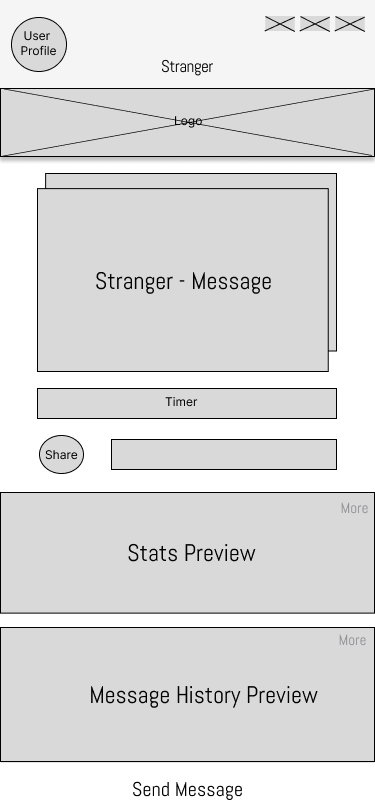 User
Profile
Stranger
Logo
Stranger - Message
Timer
Share
More
Stats Preview
More
Message History Preview
Send Message